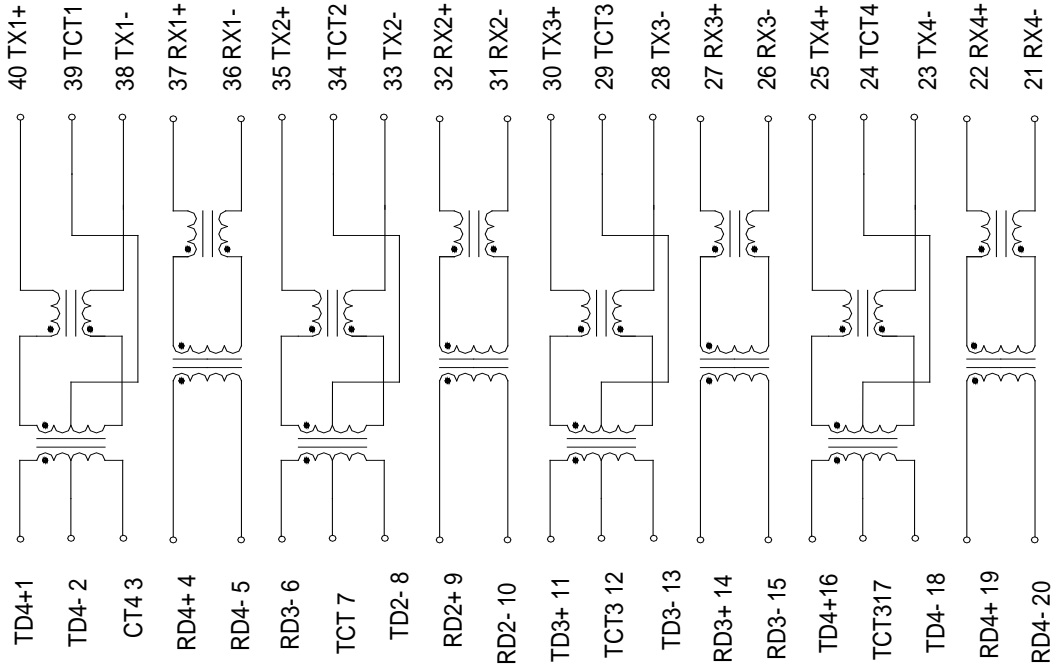 40 TX1+
39 TCT1
38 TX1-
37 RX1+
36 RX1-
35 TX2+
34 TCT2
33 TX2-
32 RX2+
31 RX2-
30 TX3+
29 TCT3
28 TX3-
27 RX3+
26 RX3-
25 TX4+
24 TCT4
23 TX4-
22 RX4+
21 RX4-
TD4+1
TD4- 2
CT4 3
RD4+ 4
RD4- 5
RD3- 6
TCT 7
TD2- 8
RD2+ 9
RD2- 10
TD3+ 11
TCT3 12
TD3- 13
RD3+ 14
RD3- 15
TD4+16
TCT317
TD4- 18
RD4+ 19
RD4- 20